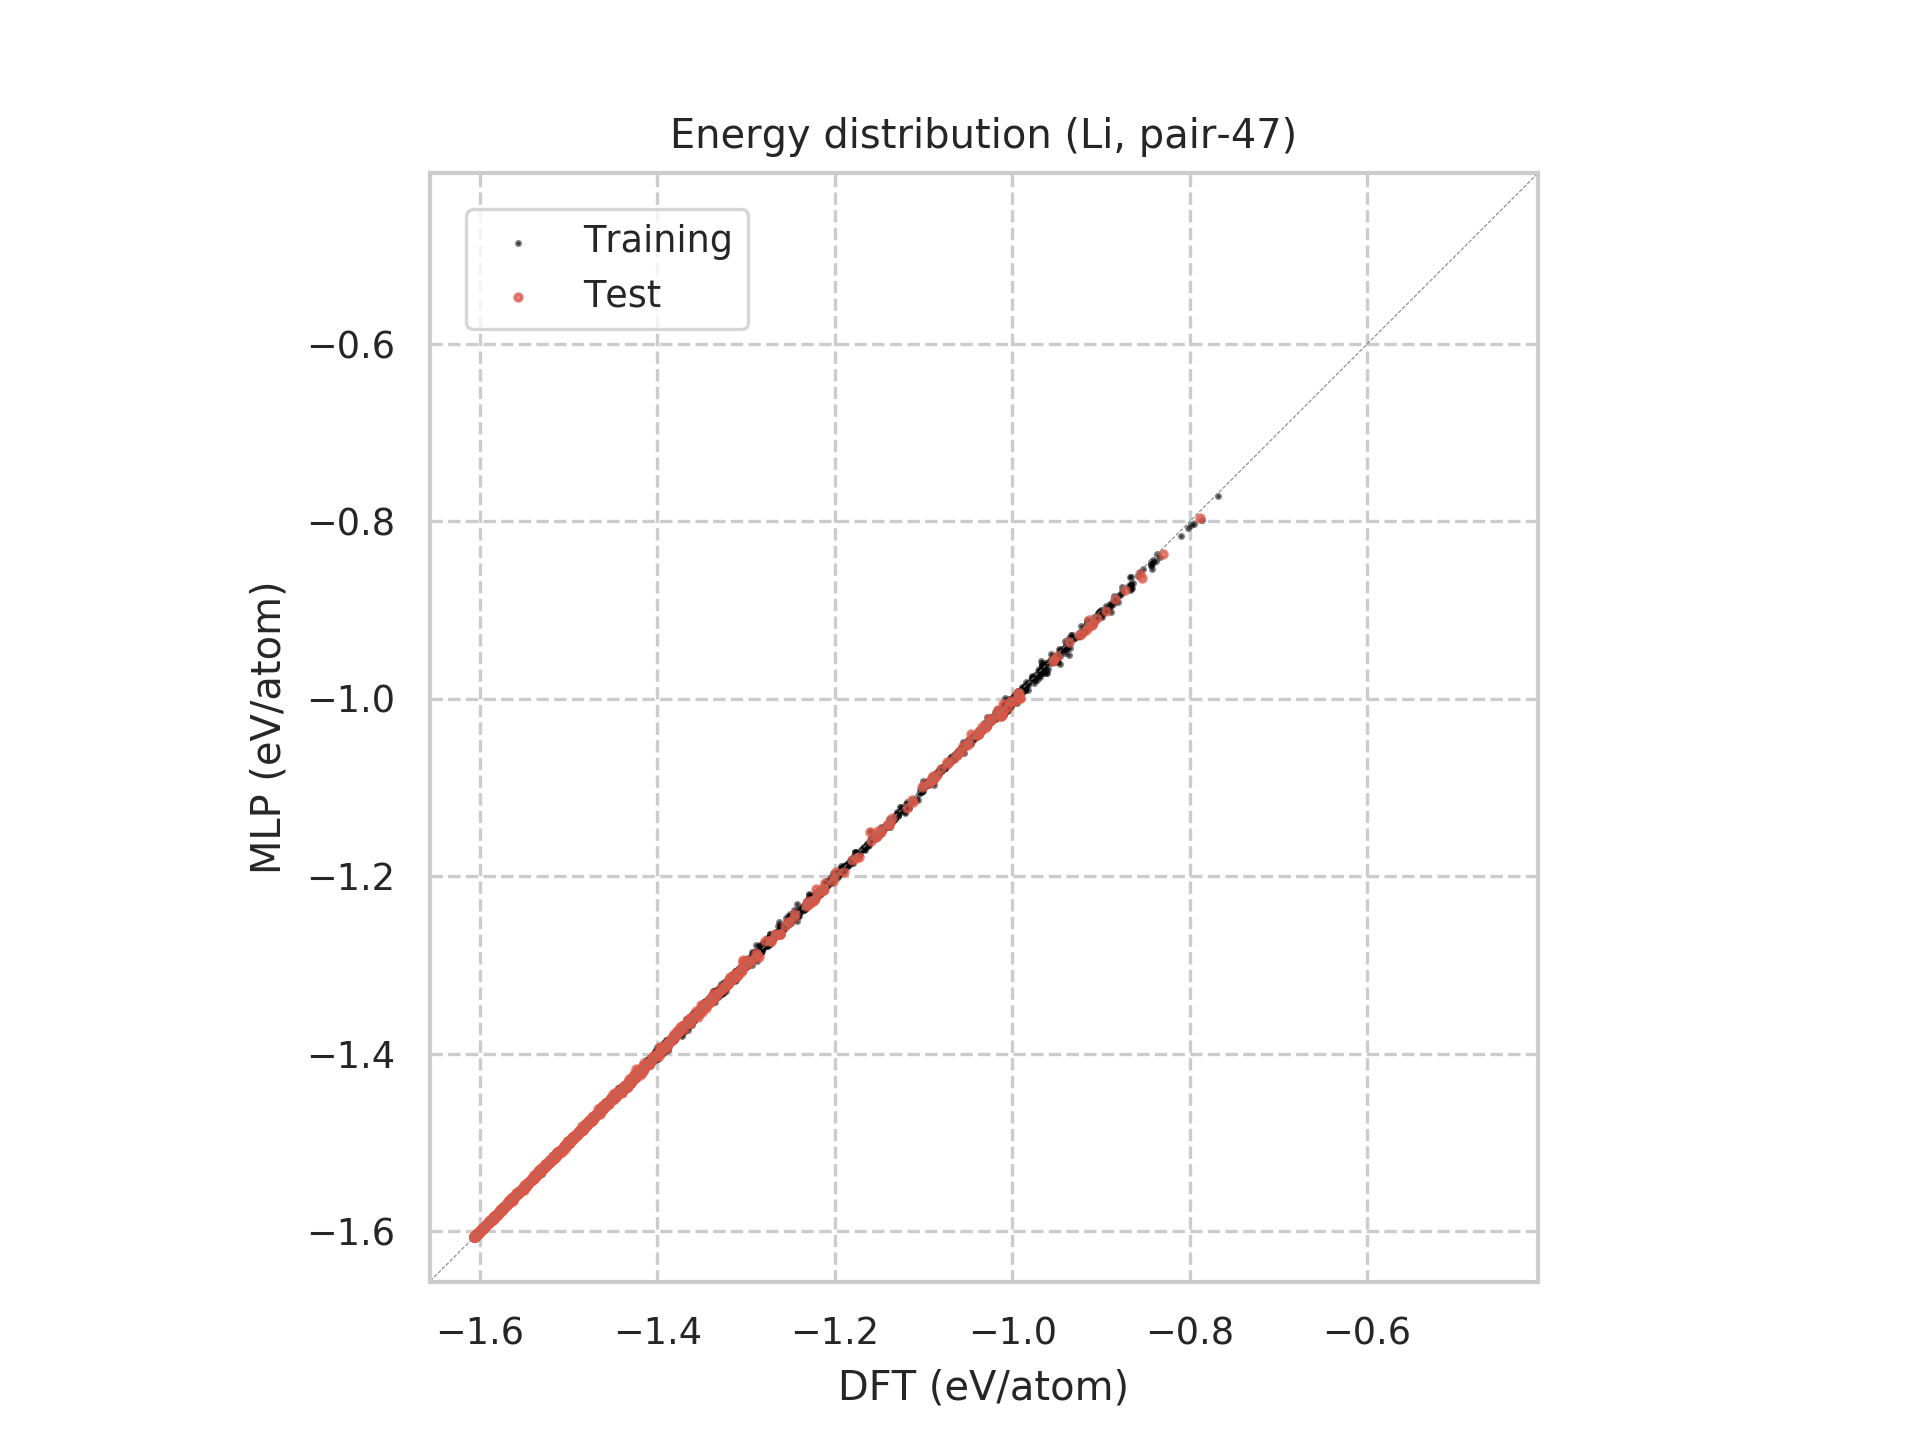 Energy distribution (Li, pair-47)
Training
Test
−0.6
−0.8
−1.0
−1.2
−1.4
−1.6
MLP (eV/atom)
−1.6 −1.4 −1.2 −1.0 −0.8 −0.6
DFT (eV/atom)